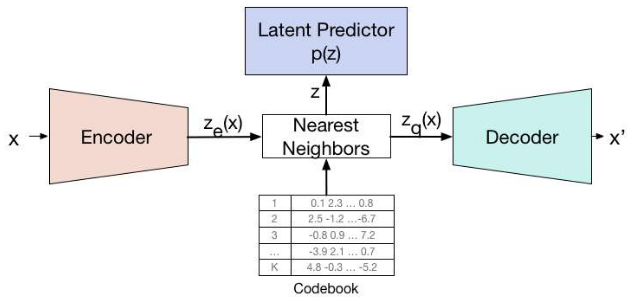 Latent Predictor
p(z)
z
x
Encoder
z_e(x)
Nearest
Neighbors
z_q(x)
Decoder
x'
1 0.1 2.3 ... 0.8
2 2.5 -1.2 ...-6.7
3 -0.8 0.9 ... 7.2
... -3.9 2.1 ... 0.7
K 4.8 -0.3 ... -5.2
Codebook